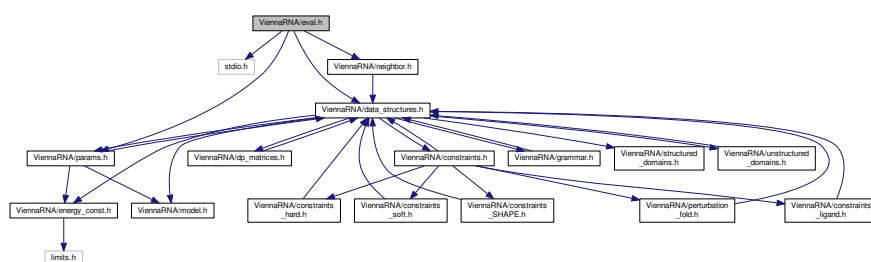 ViennaRNA/eval.h
stdio.h
ViennaRNA/neighbor.h
ViennaRNA/data_structures.h
ViennaRNA/params.h
ViennaRNA/dp_matrices.h
ViennaRNA/constraints.h
ViennaRNA/grammar.h
ViennaRNA/structured
_domains.h
ViennaRNA/unstructured
_domains.h
ViennaRNA/energy_const.h
ViennaRNA/model.h
ViennaRNA/constraints
_hard.h
ViennaRNA/constraints
_soft.h
ViennaRNA/constraints
_SHAPE.h
ViennaRNA/perturbation
_fold.h
ViennaRNA/constraints
_ligand.h
limits.h